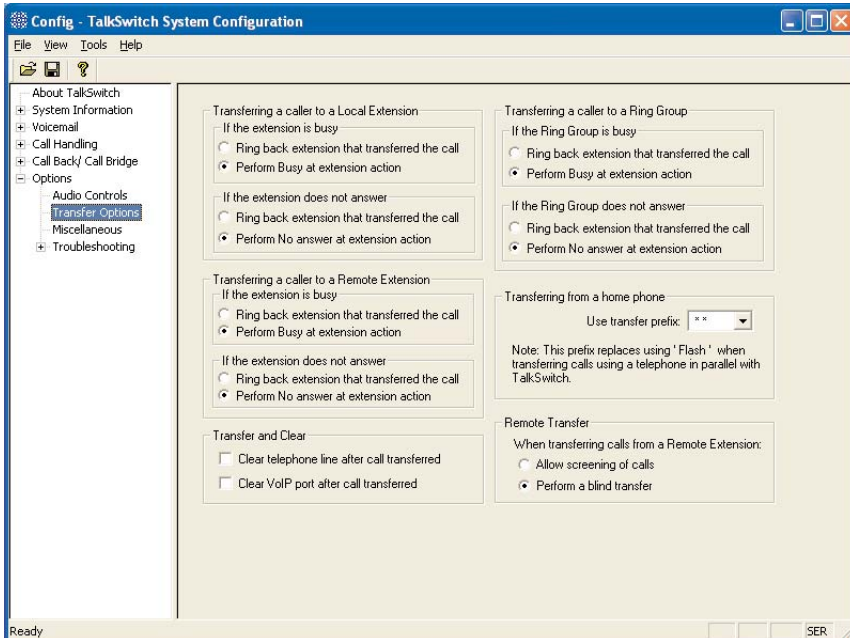 Config - TalkSwitch System Configuration
File View Tools Help
About TalkSwitch
System Information
Voicemail
Call Handling
Call Back/ Call Bridge
Options
Audio Controls
Transfer Options
Miscellaneous
Troubleshooting
Transferring a caller to a Local Extension
If the extension is busy
Ring back extension that transferred the call
Perform Busy at extension action
If the extension does not answer
Ring back extension that transferred the call
Perform No answer at extension action
Transferring a caller to a Remote Extension
If the extension is busy
Ring back extension that transferred the call
Perform Busy at extension action
If the extension does not answer
Ring back extension that transferred the call
Perform No answer at extension action
Transfer and Clear
Clear telephone line after call transferred
Clear VoIP port after call transferred
Transferring a caller to a Ring Group
If the Ring Group is busy
Ring back extension that transferred the call
Perform Busy at extension action
If the Ring Group does not answer
Ring back extension that transferred the call
Perform No answer at extension action
Transferring from a home phone
Use transfer prefix: **
Note: This prefix replaces using 'Flash' when
transferring calls using a telephone in parallel with
TalkSwitch.
Remote Transfer
When transferring calls from a Remote Extension:
Allow screening of calls
Perform a blind transfer
Ready
SER